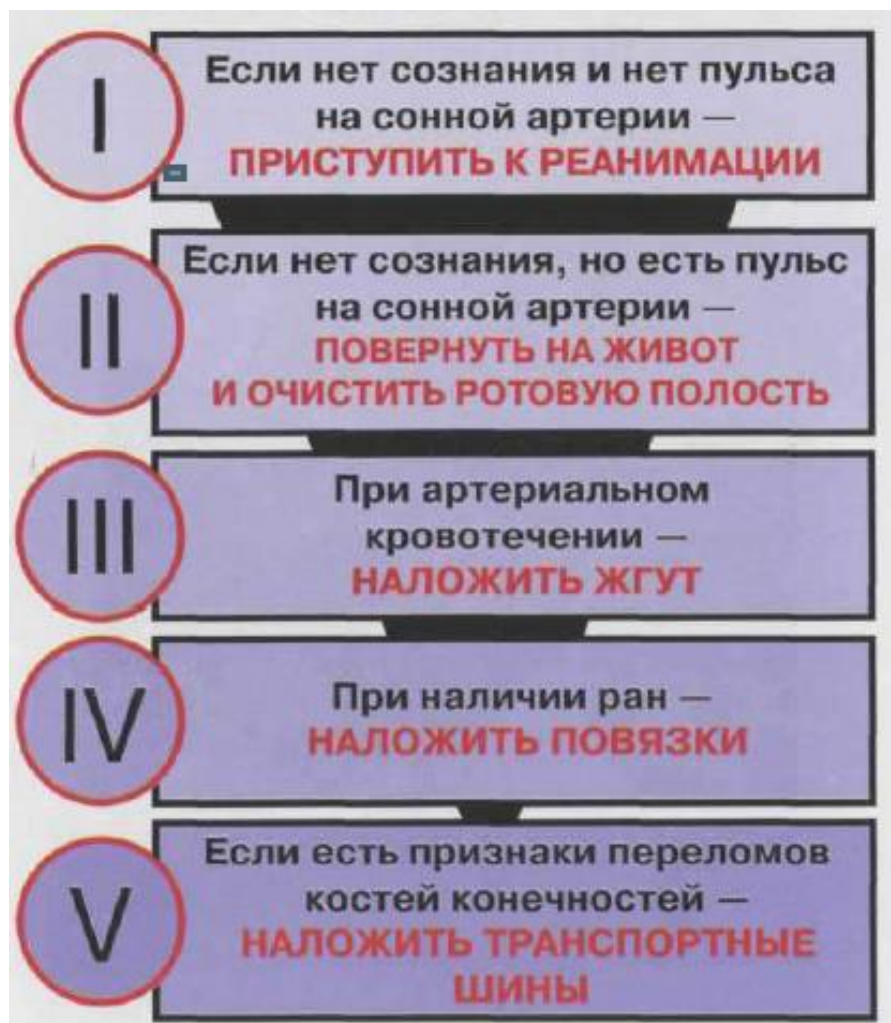 I
Если нет сознания и нет пульса
на сонной артерии —
ПРИСТУПИТЬ К РЕАНИМАЦИИ
II
Если нет сознания, но есть пульс
на сонной артерии —
ПОВЕРНУТЬ НА ЖИВОТ
И ОЧИСТИТЬ РОТОВУЮ ПОЛОСТЬ
III
При артериальном
кровотечении —
НАЛОЖИТЬ ЖГУТ
IV
При наличии ран —
НАЛОЖИТЬ ПОВЯЗКИ
V
Если есть признаки переломов
костей конечностей —
НАЛОЖИТЬ ТРАНСПОРТНЫЕ
ШИНЫ